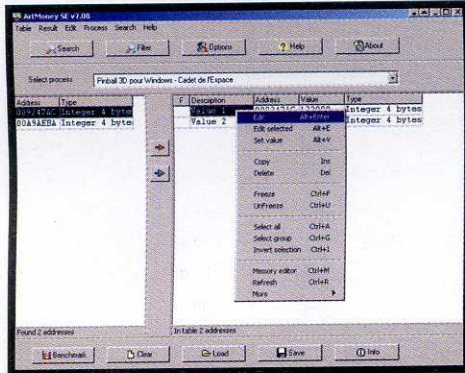 ArtMoney SE v7.08
Table Result Edit Process Search Help
Search Filter Options ? Help About
Select process Pinball 3D pour Windows - Cadet de l'Espace
Address Type
Integer 4 byte
80A9AEBA Integer 4 byte
F Description Address Value Type
Value 1 Integer 4 bytes
Value 2 Integer 4 bytes
Edit Alt+Enter
Edit selected Alt+E
Set value Alt+V
Copy Ins
Delete Del
Freeze Ctrl+F
UnFreeze Ctrl+U
Select all Ctrl+A
Select group Ctrl+G
Invert selection Ctrl+I
Memory editor Ctrl+M
Refresh Ctrl+R
More
Found 2 addresses
In table 2 addresses
Benchmark Clear Load Save Info